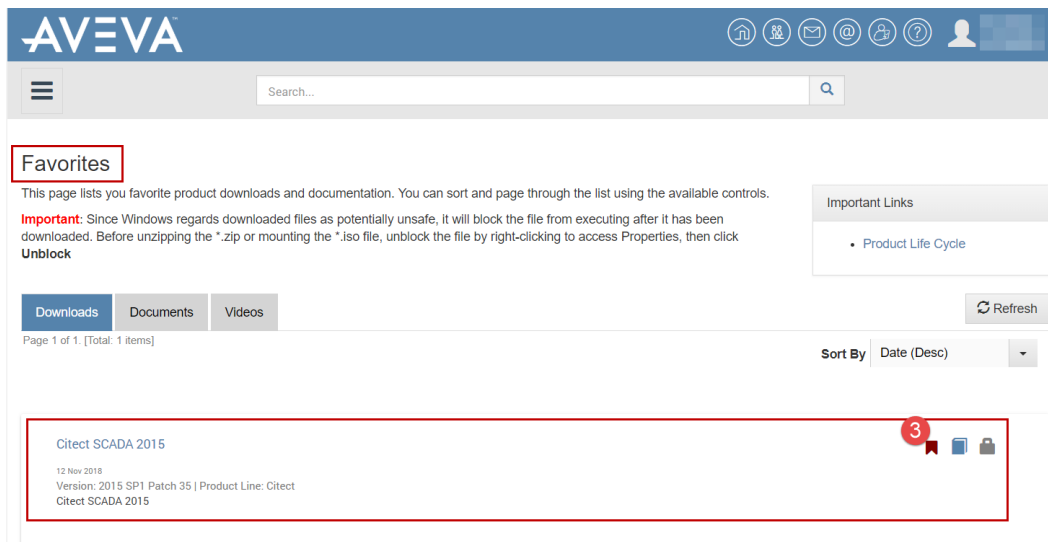 AVEVA
Search...
Favorites
This page lists you favorite product downloads and documentation. You can sort and page through the list using the available controls.
Important: Since Windows regards downloaded files as potentially unsafe, it will block the file from executing after it has been
downloaded. Before unzipping the *.zip or mounting the *.iso file, unblock the file by right-clicking to access Properties, then click
Unblock
Important Links
Product Life Cycle
Downloads
Documents
Videos
Refresh
Page 1 of 1. [Total: 1 items]
Sort By
Date (Desc)
Citect SCADA 2015
3
12 Nov 2018
Version: 2015 SP1 Patch 35 | Product Line: Citect
Citect SCADA 2015